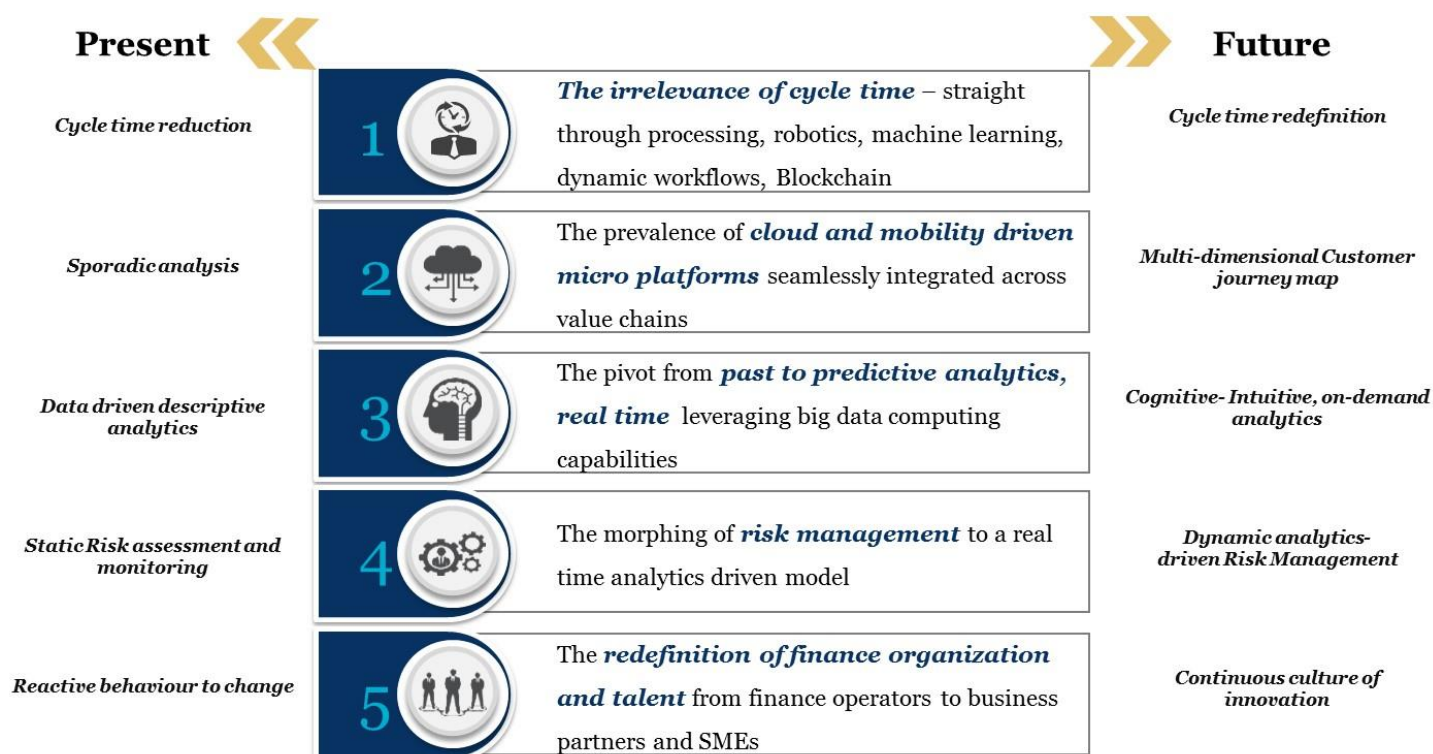 Present
Future
Cycle time reduction
1
The irrelevance of cycle time – straight
through processing, robotics, machine learning,
dynamic workflows, Blockchain
Cycle time redefinition
Sporadic analysis
2
The prevalence of cloud and mobility driven
micro platforms seamlessly integrated across
value chains
Multi-dimensional Customer
journey map
Data driven descriptive
analytics
3
The pivot from past to predictive analytics,
real time leveraging big data computing
capabilities
Cognitive- Intuitive, on-demand
analytics
Static Risk assessment and
monitoring
4
The morphing of risk management to a real
time analytics driven model
Dynamic analytics-
driven Risk Management
Reactive behaviour to change
5
The redefinition of finance organization
and talent from finance operators to business
partners and SMEs
Continuous culture of
innovation